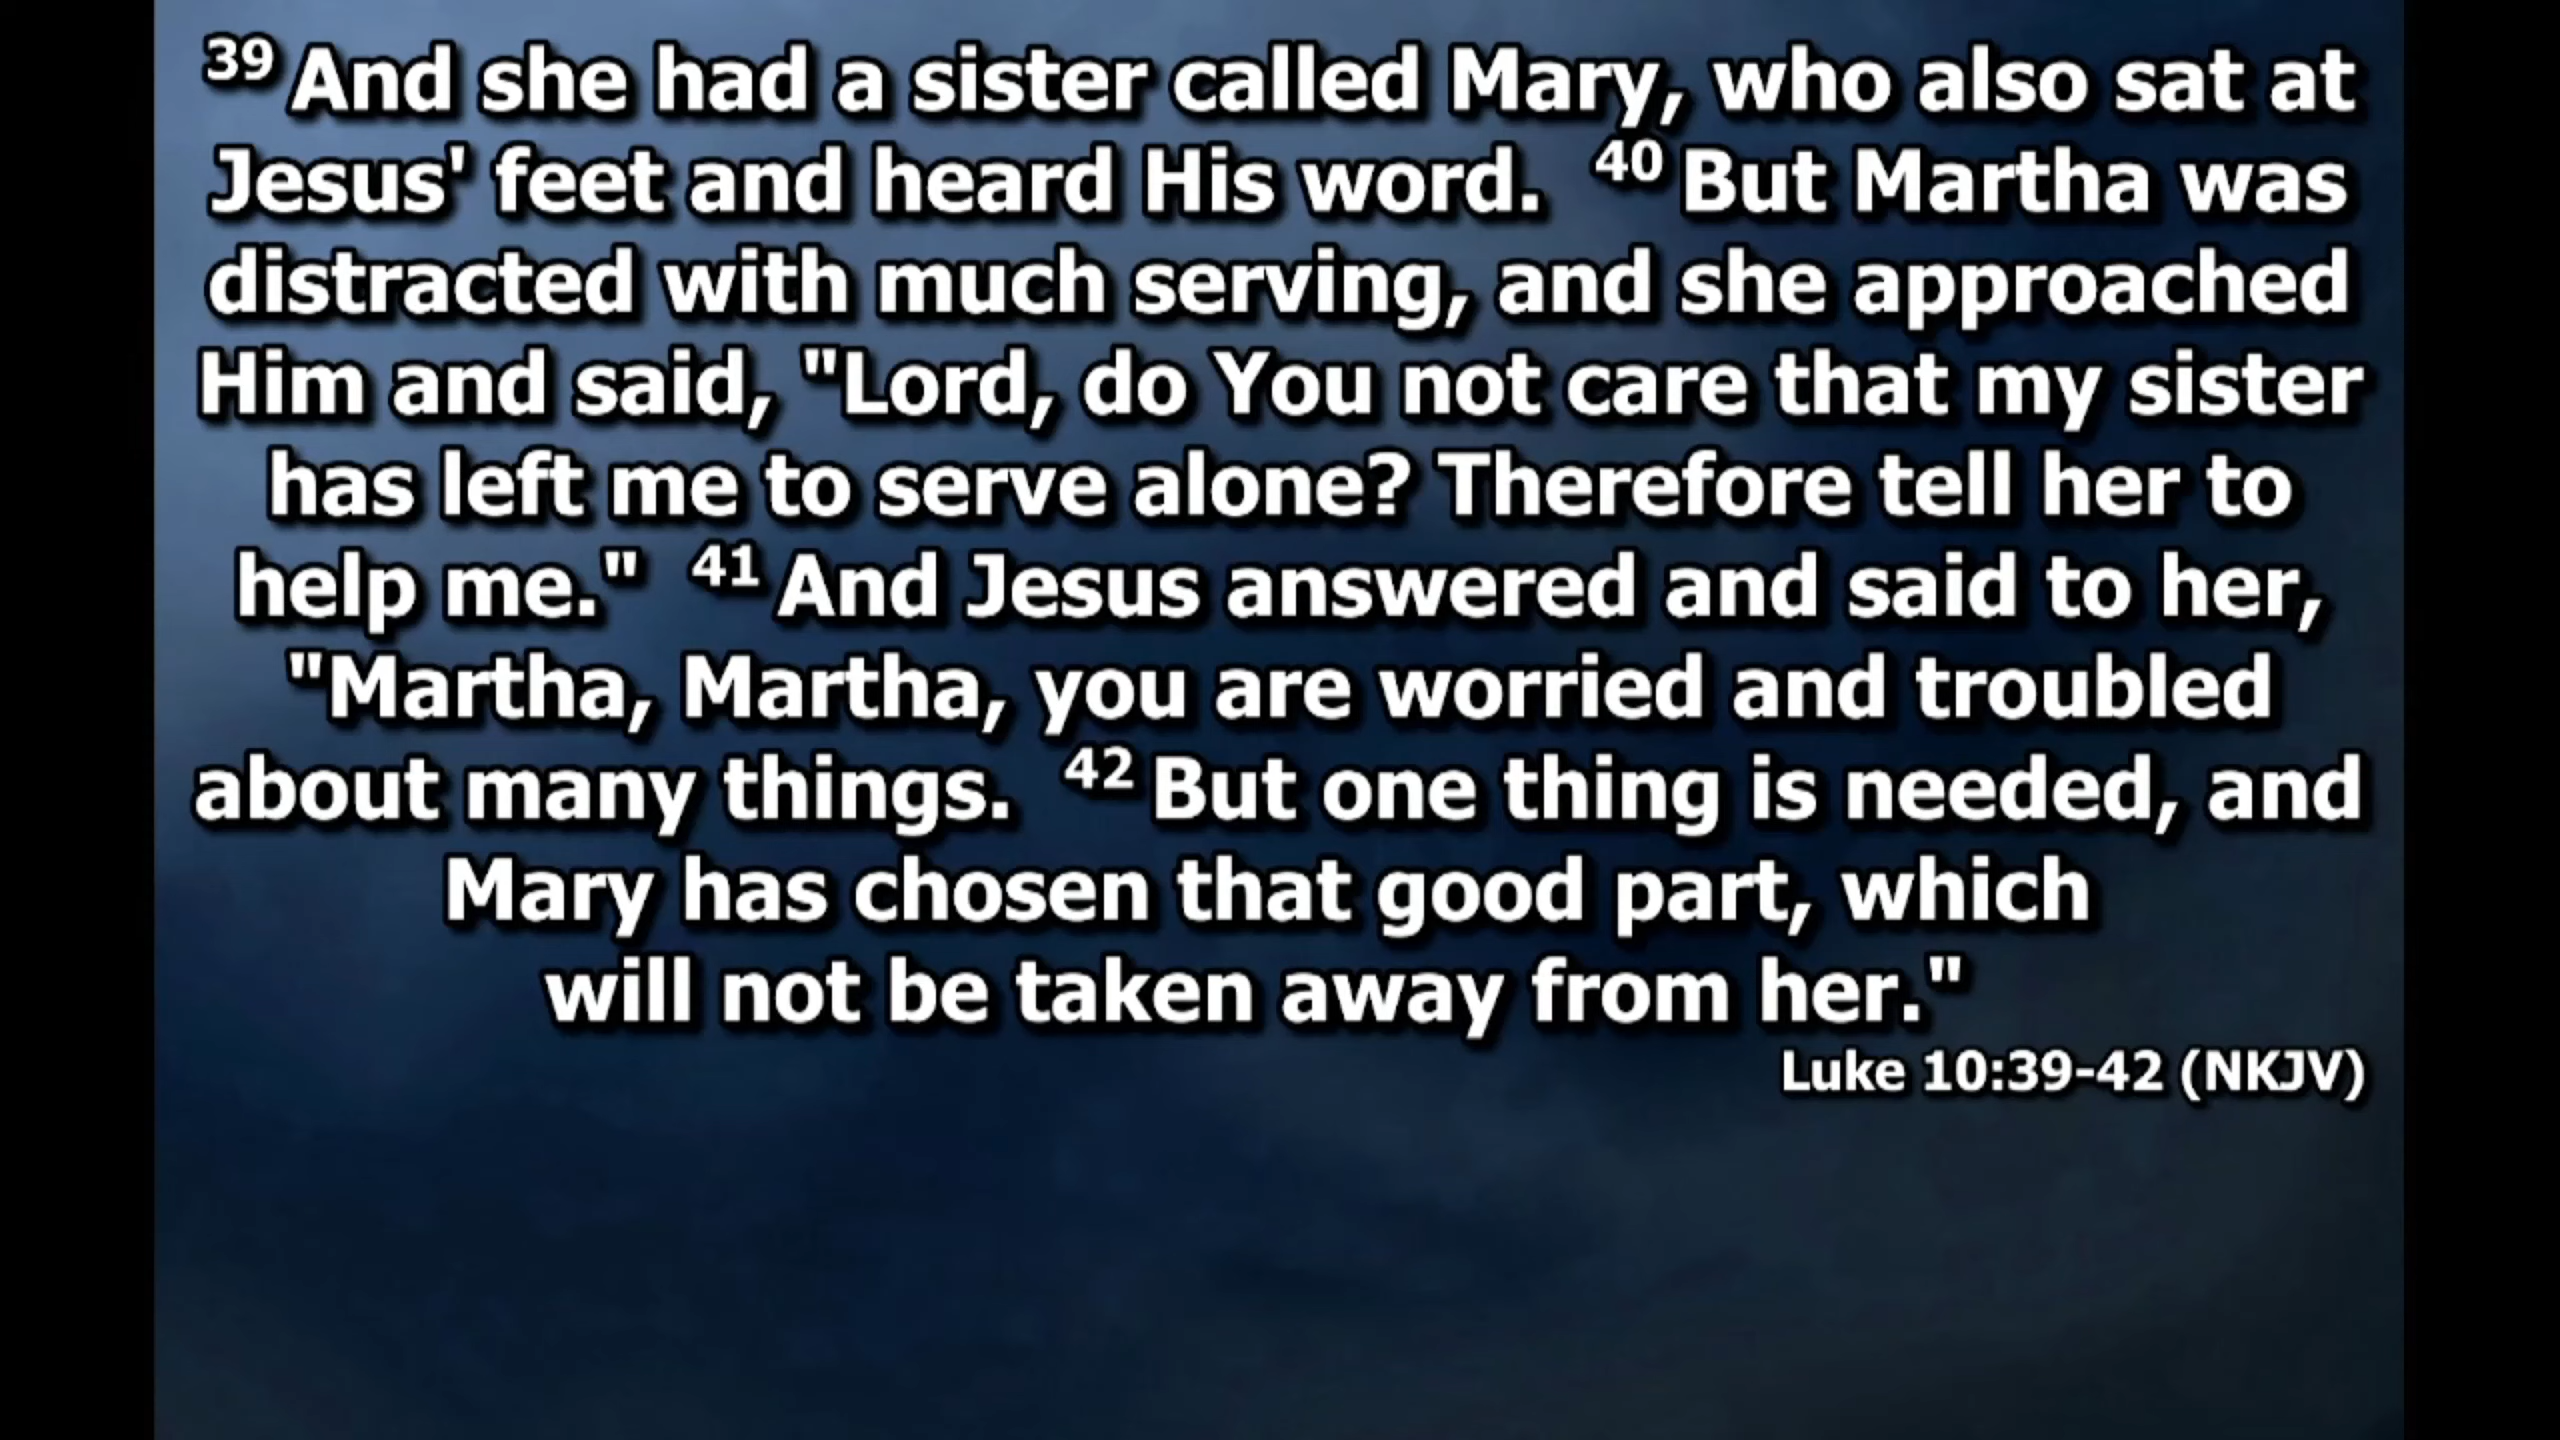 39 And she had a sister called Mary, who also sat at
Jesus' feet and heard His word. 40 But Martha was
distracted with much serving, and she approached
Him and said, "Lord, do You not care that my sister
has left me to serve alone? Therefore tell her to
help me." 41 And Jesus answered and said to her,
"Martha, Martha, you are worried and troubled
about many things. 42 But one thing is needed, and
Mary has chosen that good part, which
will not be taken away from her."
Luke 10:39-42 (NKJV)